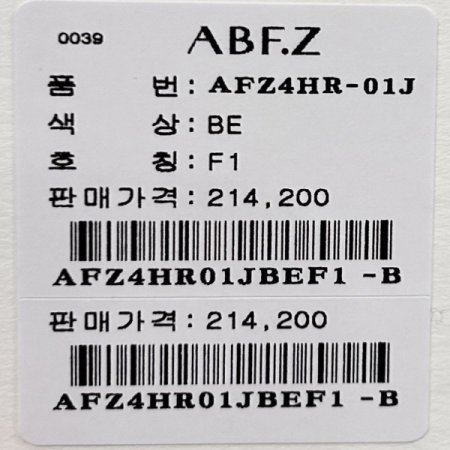 0039 ABF.Z
품 번 : AFZ4HR-01J
색 상 : BE
호 칭 : F1
판매가격 : 214,200
AFZ4HR01JBEF1 -B
판매가격 : 214,200
AFZ4HR01JBEF1 -B